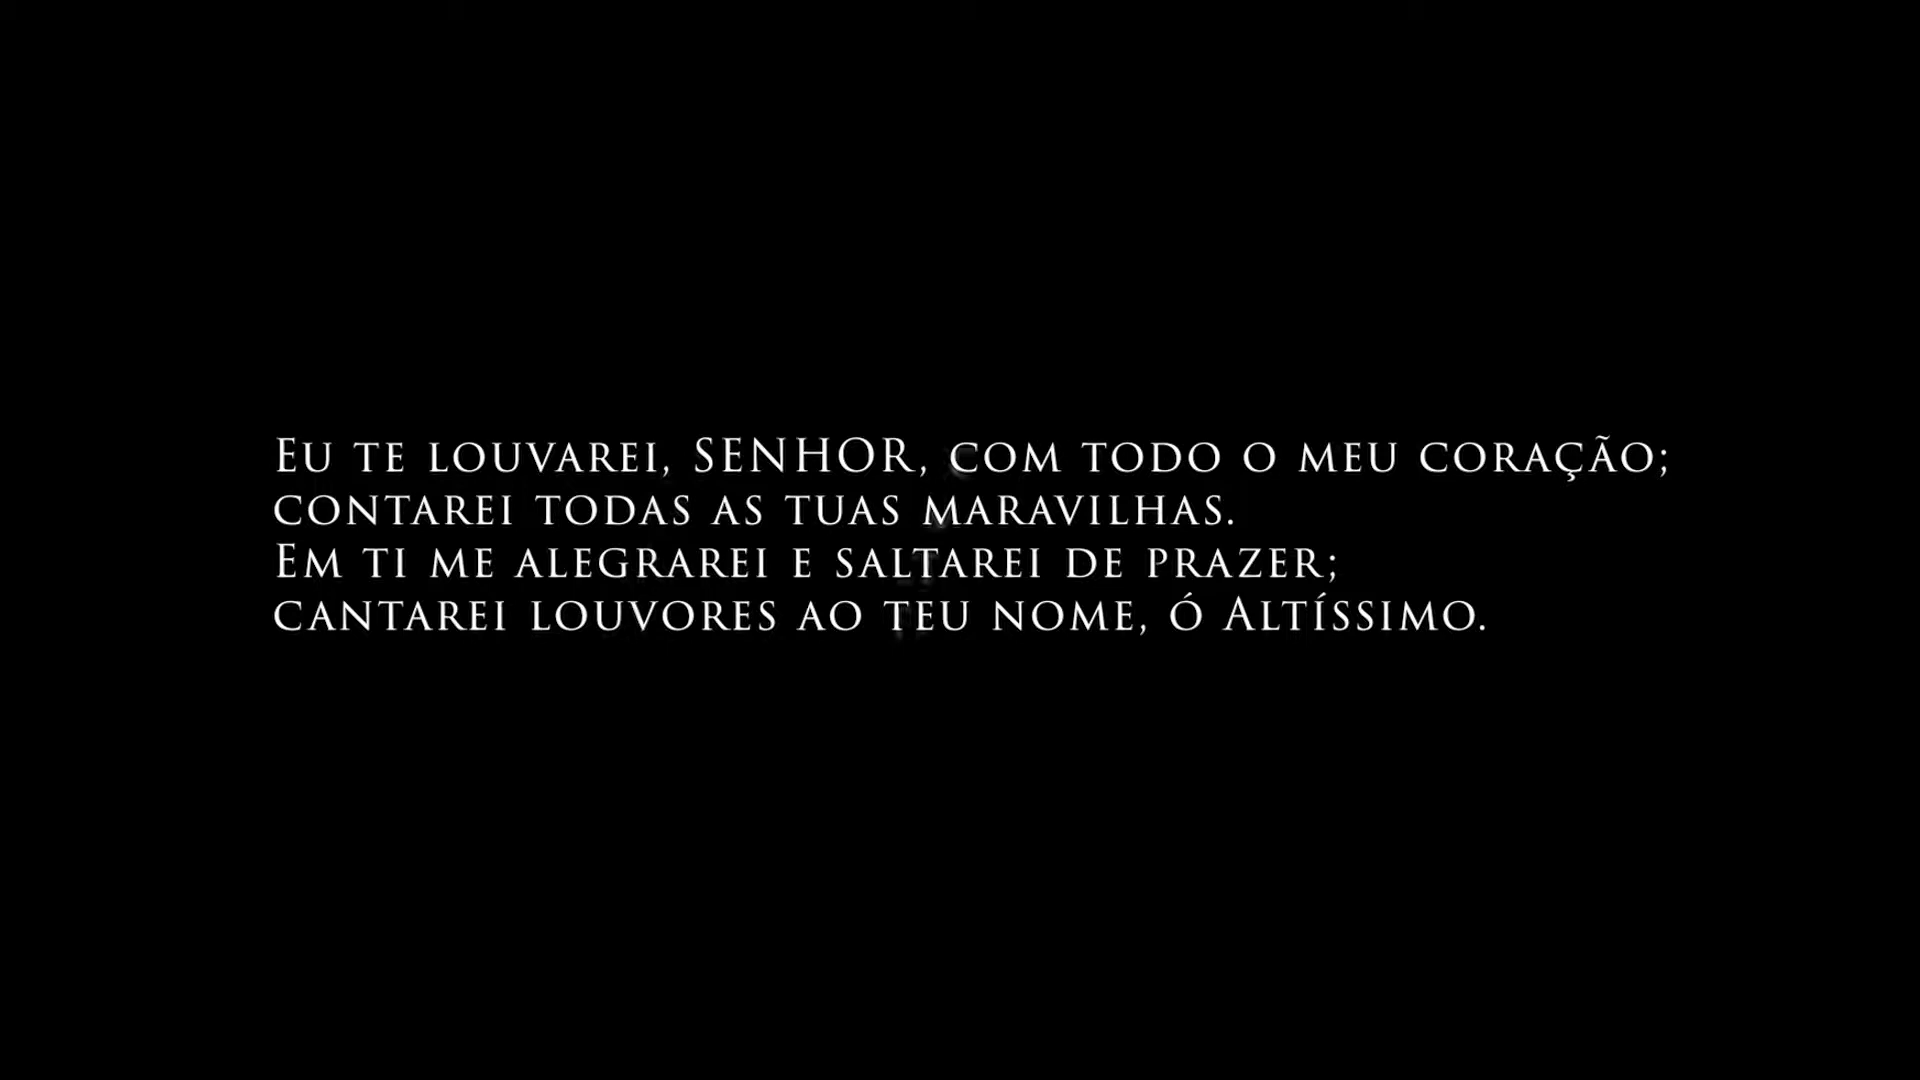 Eu te louvarei, SENHOR, com todo o meu coração;
contarei todas as tuas maravilhas.
Em ti me alegrarei e saltarei de prazer;
cantarei louvores ao teu nome, ó Altíssimo.